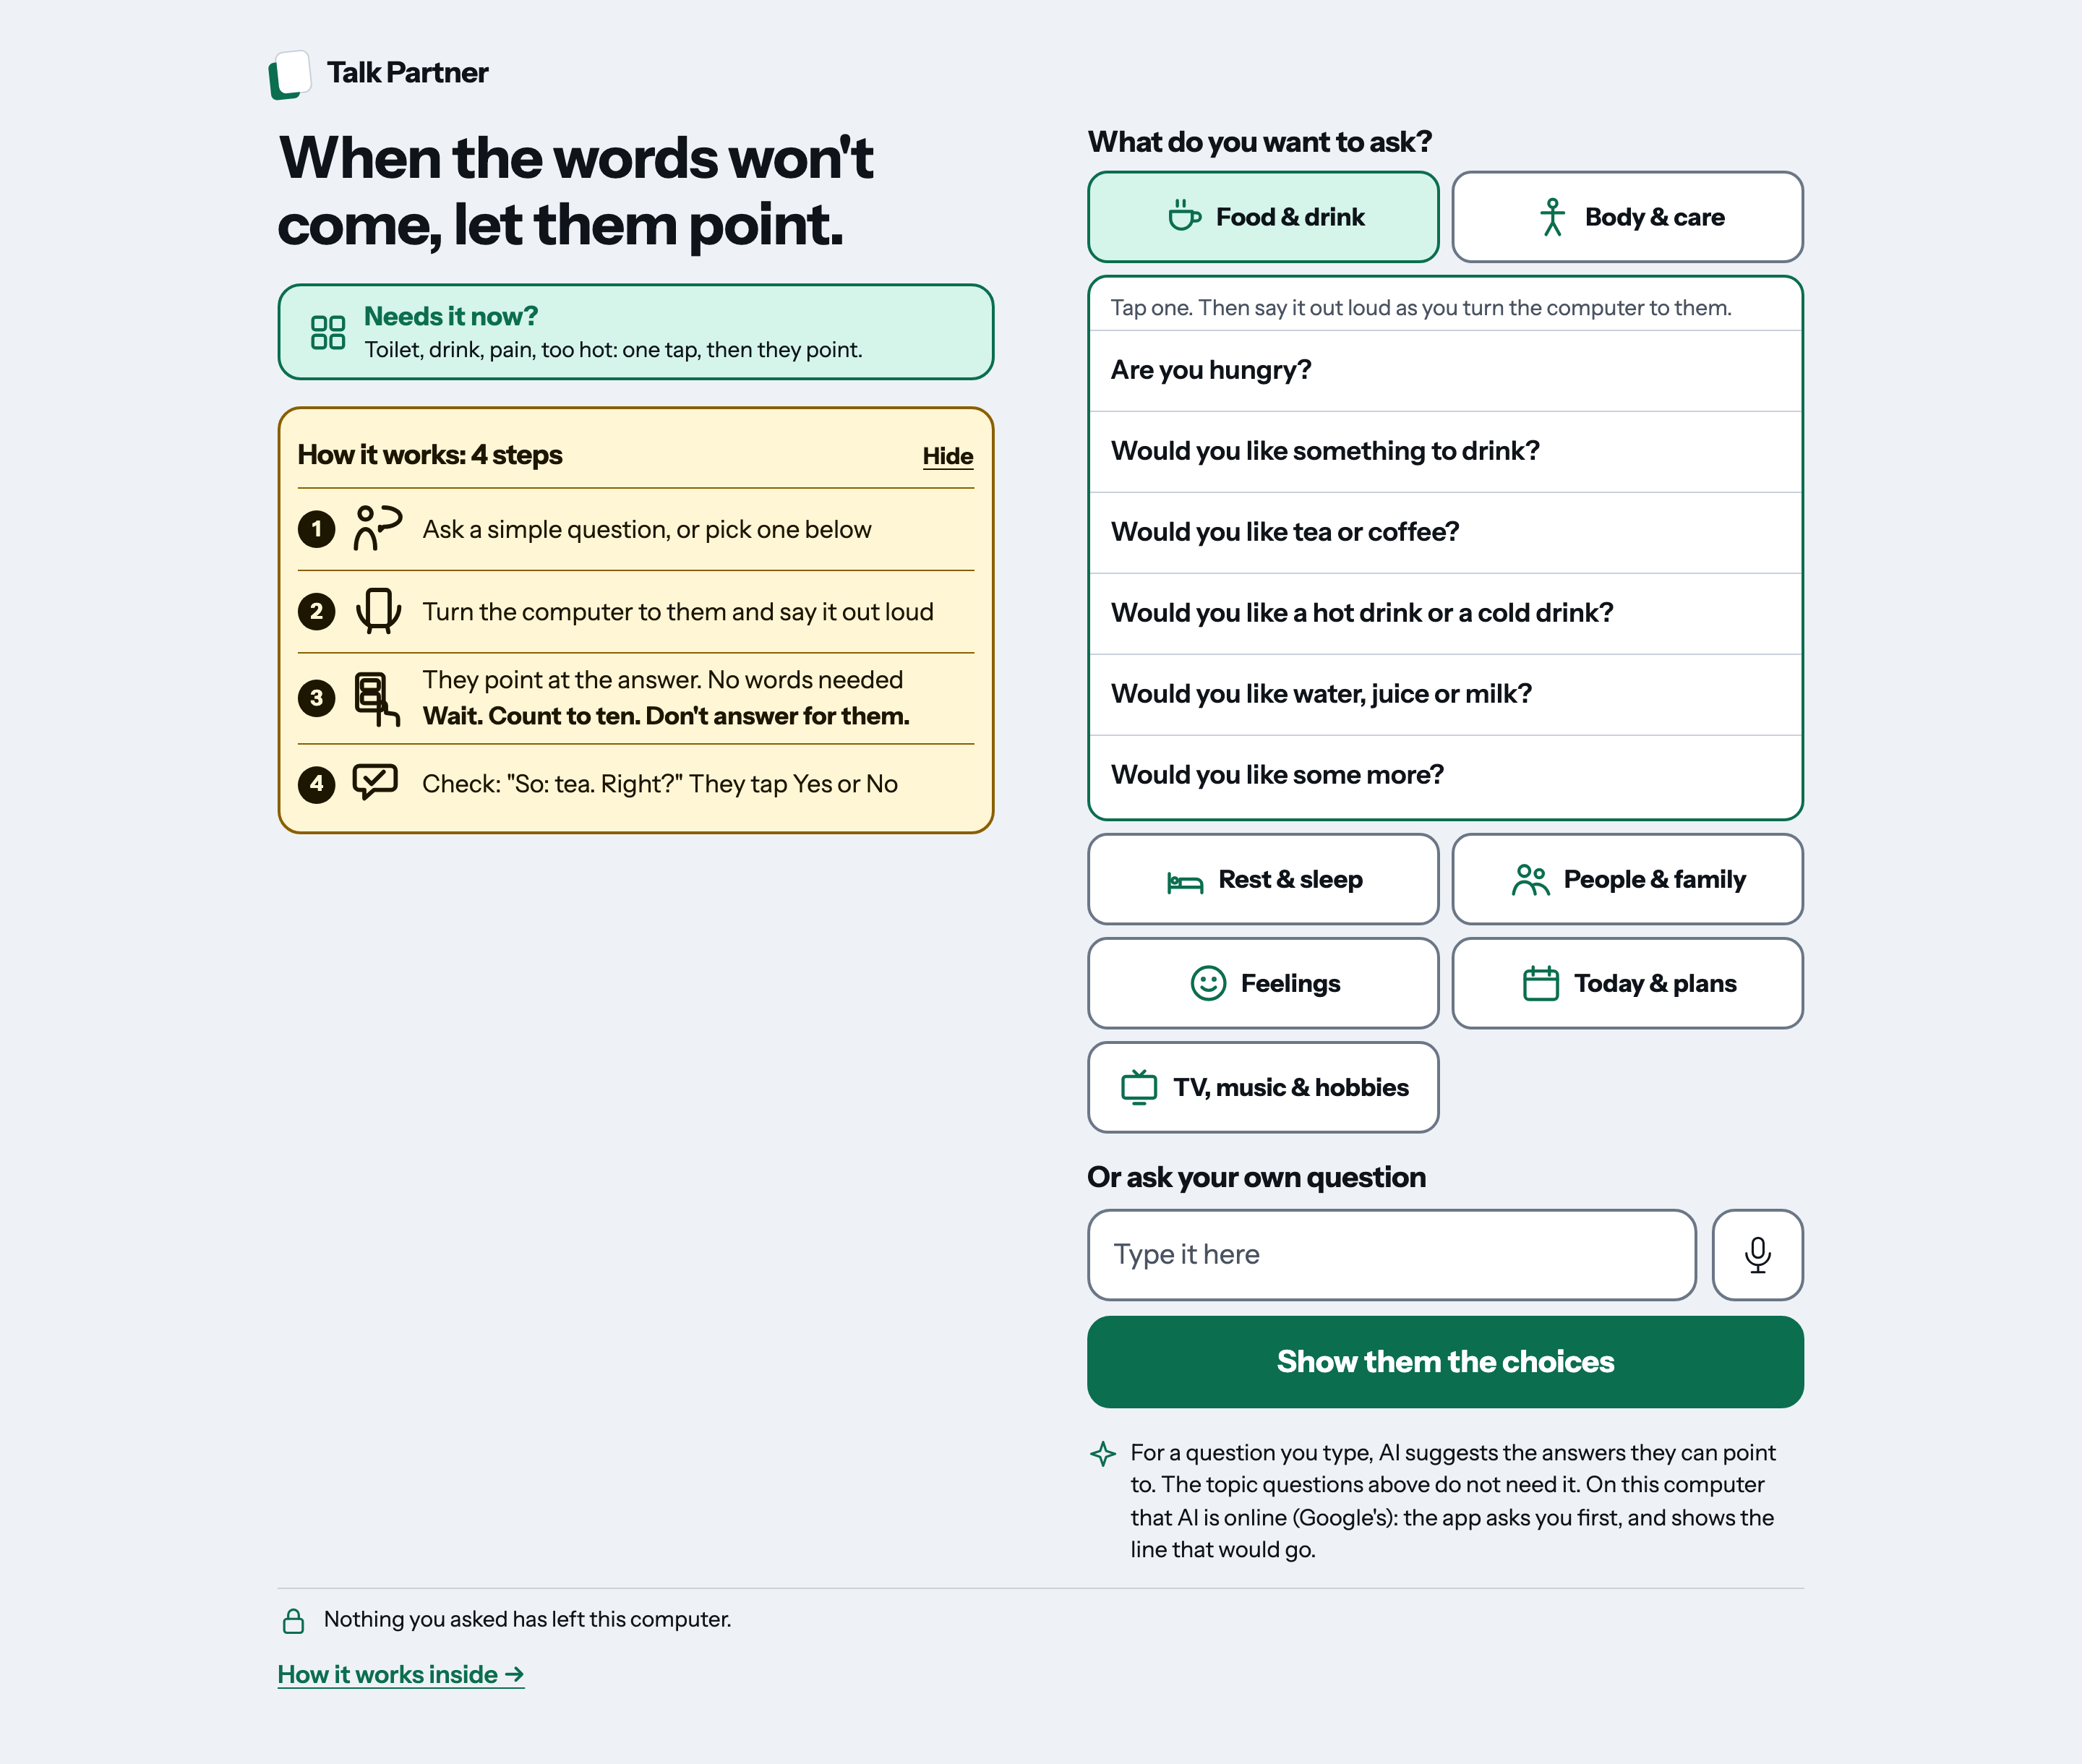 Talk Partner
When the words won't
come, let them point.
Needs it now?
Toilet, drink, pain, too hot: one tap, then they point.
How it works: 4 steps
Hide
1 Ask a simple question, or pick one below
2 Turn the computer to them and say it out loud
3 They point at the answer. No words needed
Wait. Count to ten. Don't answer for them.
4 Check: "So: tea. Right?" They tap Yes or No
What do you want to ask?
Food & drink
Body & care
Tap one. Then say it out loud as you turn the computer to them.
Are you hungry?
Would you like something to drink?
Would you like tea or coffee?
Would you like a hot drink or a cold drink?
Would you like water, juice or milk?
Would you like some more?
Rest & sleep
People & family
Feelings
Today & plans
TV, music & hobbies
Or ask your own question
Type it here
Show them the choices
For a question you type, AI suggests the answers they can point
to. The topic questions above do not need it. On this computer
that AI is online (Google's): the app asks you first, and shows the
line that would go.
Nothing you asked has left this computer.
How it works inside →